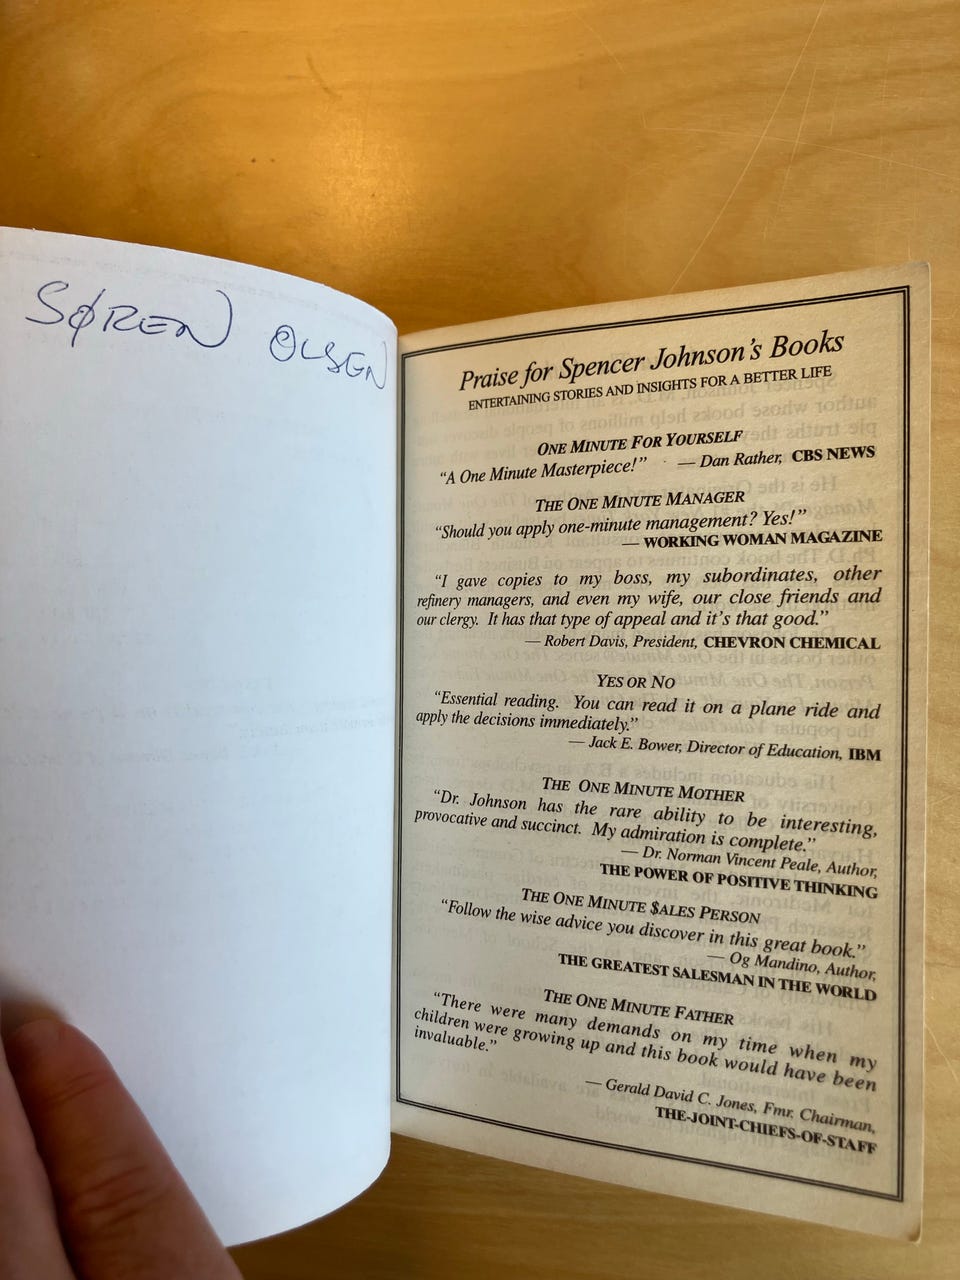 SØREN OLSEN
Praise for Spencer Johnson's Books
ENTERTAINING STORIES AND INSIGHTS FOR A BETTER LIFE
ONE MINUTE FOR YOURSELF
“A One Minute Masterpiece!” — Dan Rather, CBS NEWS
THE ONE MINUTE MANAGER
“Should you apply one-minute management? Yes!”
— WORKING WOMAN MAGAZINE
“I gave copies to my boss, my subordinates, other
refinery managers, and even my wife, our close friends and
our clergy. It has that type of appeal and it's that good.”
— Robert Davis, President, CHEVRON CHEMICAL
YES OR NO
“Essential reading. You can read it on a plane ride and
apply the decisions immediately.”
— Jack E. Bower, Director of Education, IBM
THE ONE MINUTE MOTHER
“Dr. Johnson has the rare ability to be interesting,
provocative and succinct. My admiration is complete.”
— Dr. Norman Vincent Peale, Author,
THE POWER OF POSITIVE THINKING
THE ONE MINUTE $ALES PERSON
“Follow the wise advice you discover in this great book.”
— Og Mandino, Author,
THE GREATEST SALESMAN IN THE WORLD
THE ONE MINUTE FATHER
“There were many demands on my time when my
children were growing up and this book would have been
invaluable.”
— Gerald David C. Jones, Fmr. Chairman,
THE-JOINT-CHIEFS-OF-STAFF